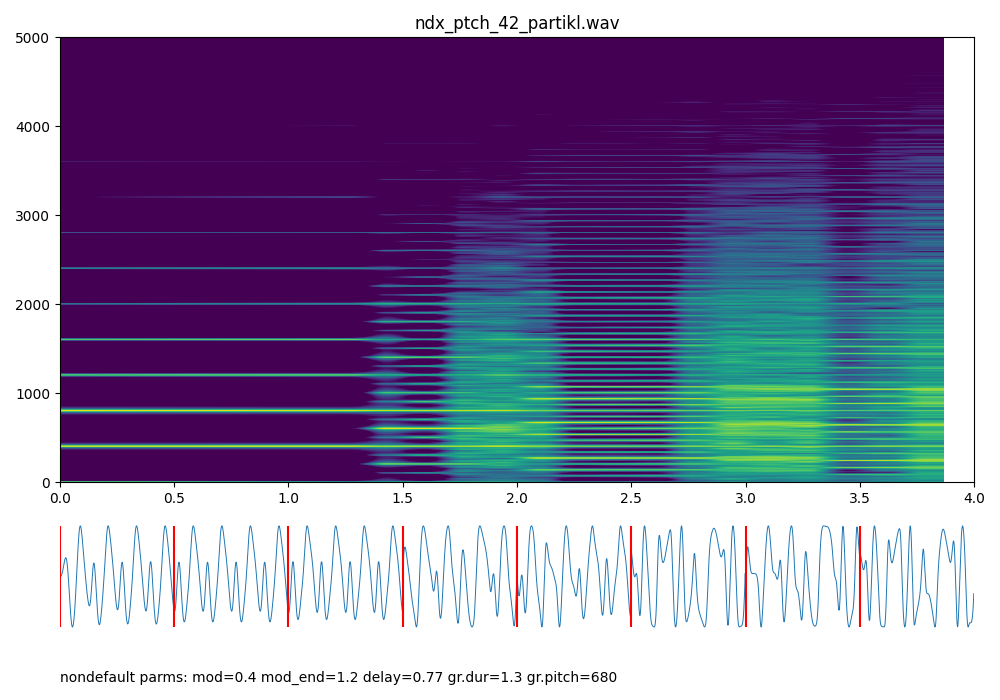 ndx_ptch_42_partikl.wav
5000
4000
3000
2000
1000
0
0.0 0.5 1.0 1.5 2.0 2.5 3.0 3.5 4.0
nondefault parms: mod=0.4 mod_end=1.2 delay=0.77 gr.dur=1.3 gr.pitch=680